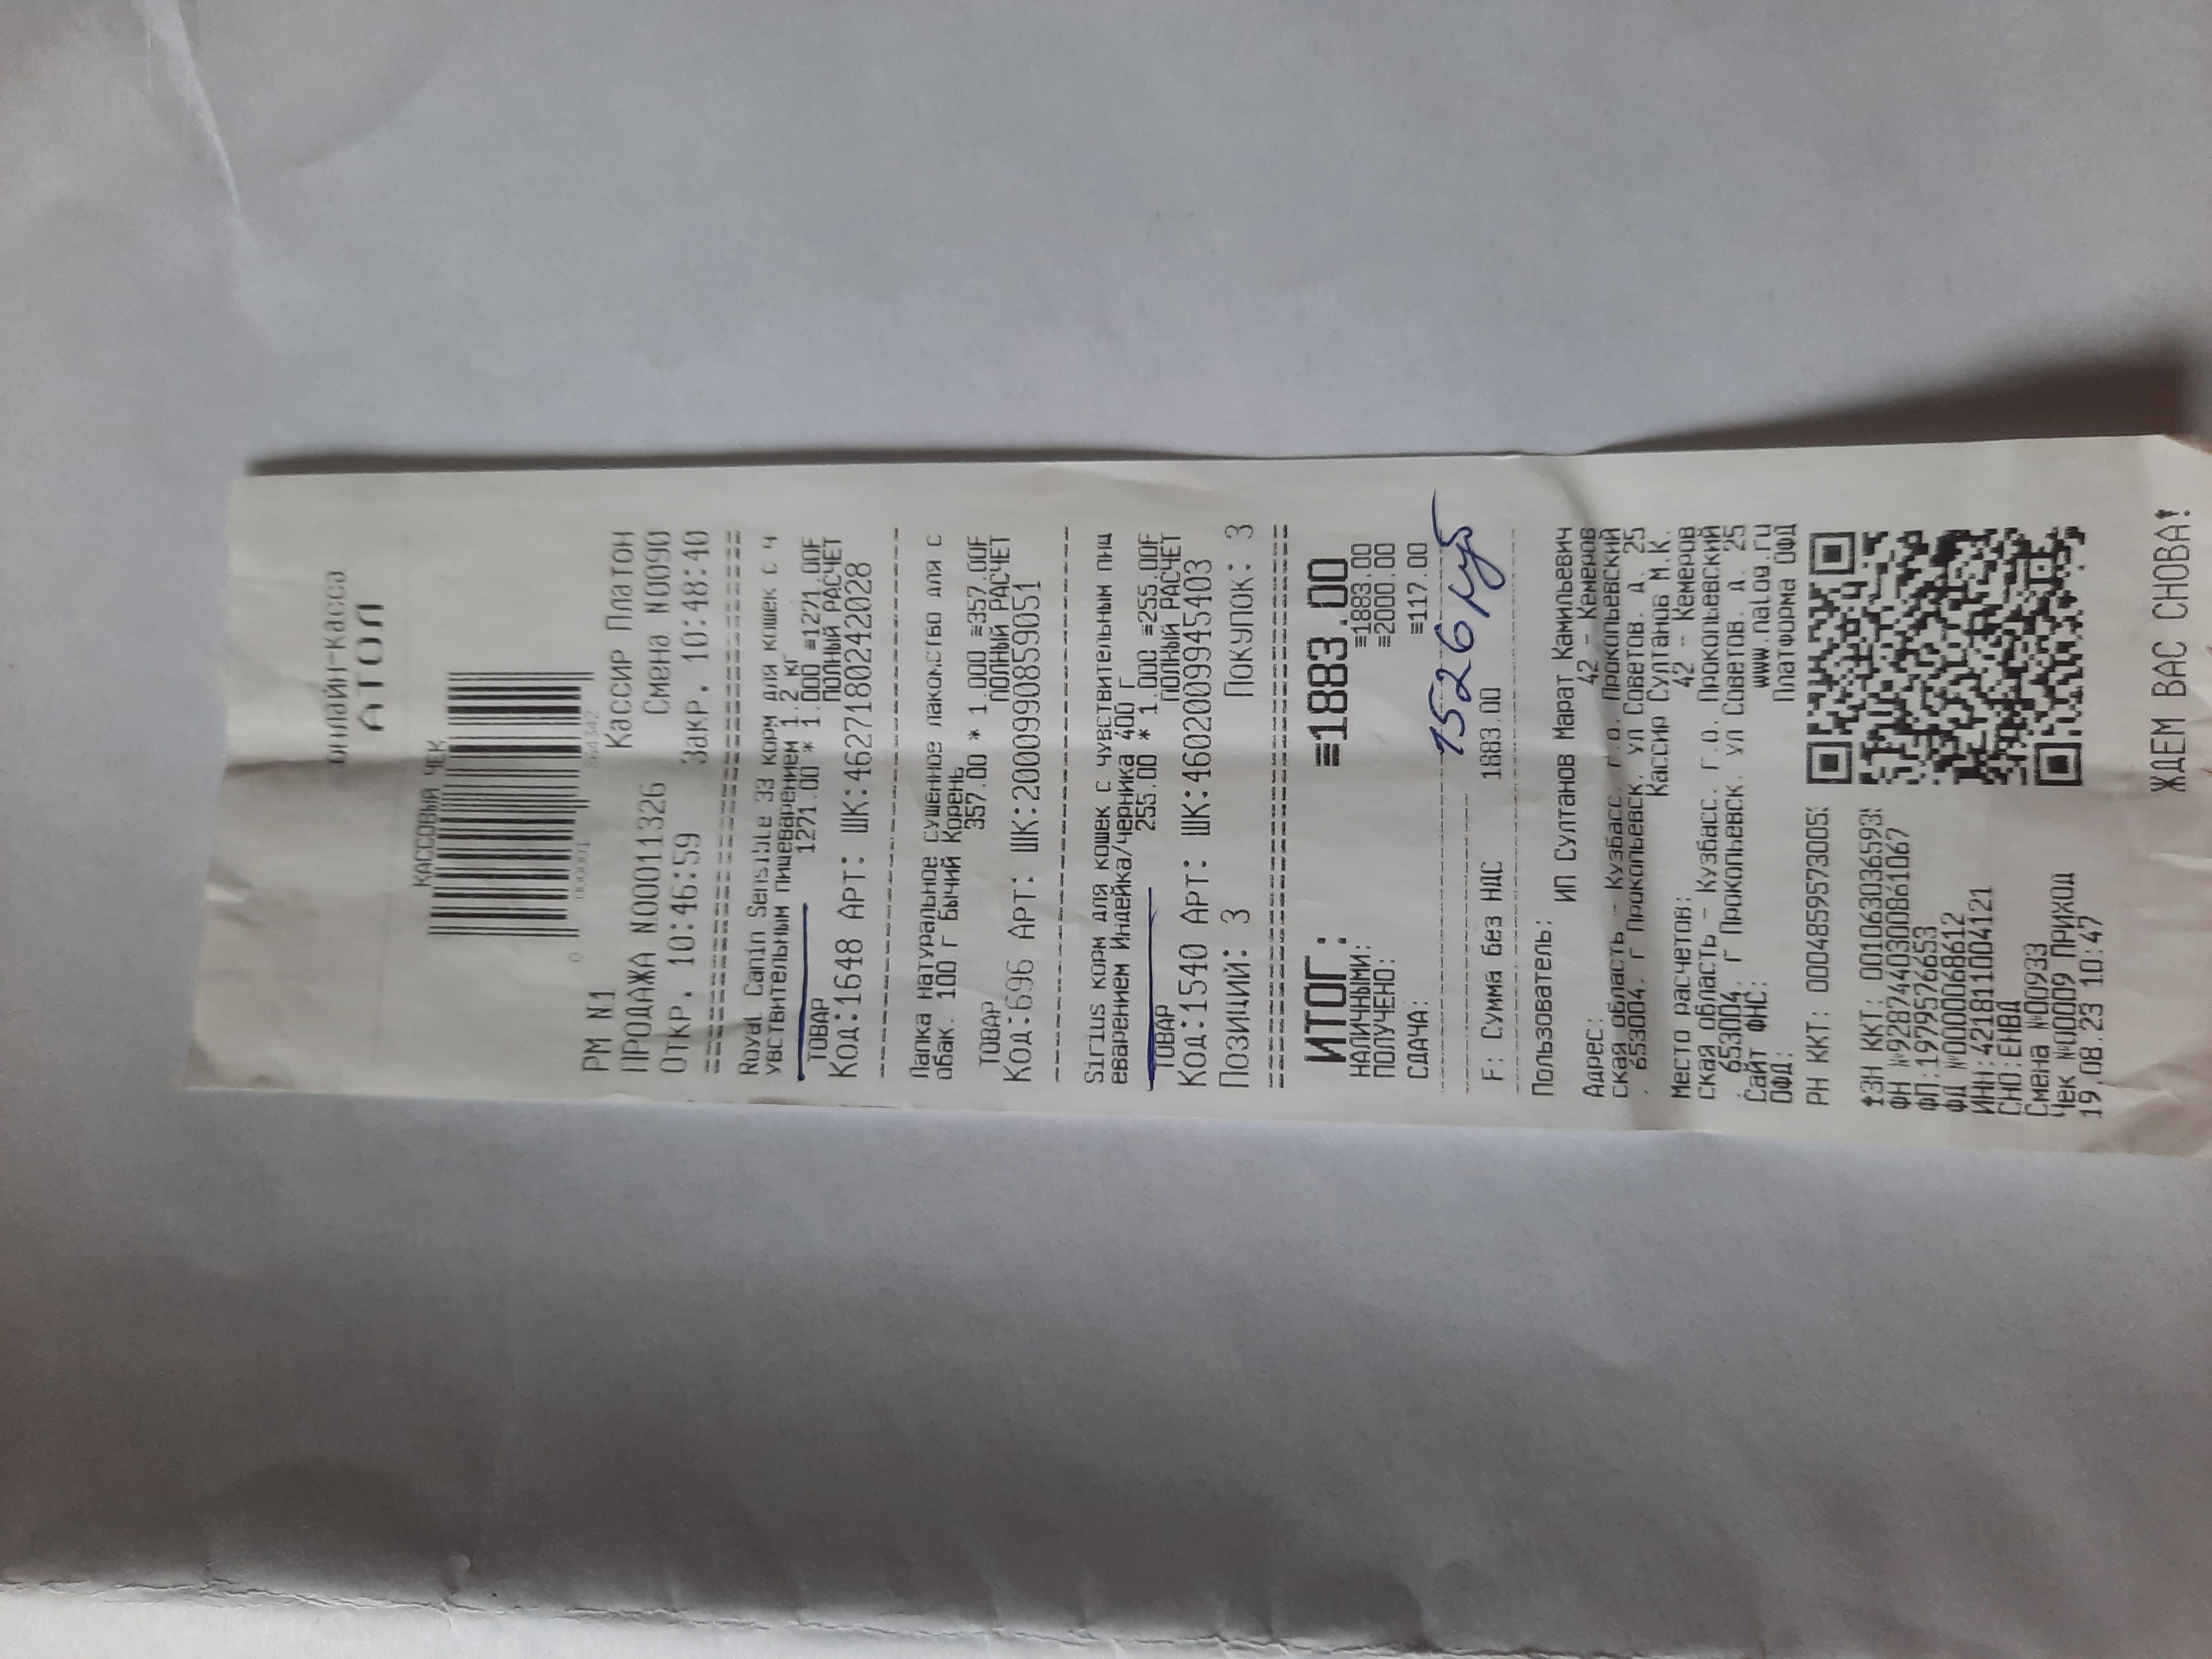 онлайн-касса
АТОЛ
КАССОВЫЙ ЧЕК
РМ N1 Кассир Платон
ПРОДАЖА N00011326 Смена N0090
Откр. 10:46:59 Закр. 10:48:40
Royal Canin Sensible 33 корм для кошек с ч
увствительным пищеварением 1.2 кг
1271.00 * 1.000 ≡1271.00F
ТОВАР ПОЛНЫЙ РАСЧЕТ
Код:1648 АРТ: ШК:4627180242028
Лапка натуральное сушенное лакомство для с
обак. 100 г Бычий Корень
357.00 * 1.000 ≡357.00F
ТОВАР ПОЛНЫЙ РАСЧЕТ
Код:696 АРТ: ШК:2000990859051
Sirius корм для кошек с чувствительным пищ
еварением Индейка/черника 400 г
255.00 * 1.000 ≡255.00F
ТОВАР ПОЛНЫЙ РАСЧЕТ
Код:1540 АРТ: ШК:4602009945403
Позиций: 3 Покупок: 3
ИТОГ: ≡1883.00
НАЛИЧНЫМИ: ≡1883.00
ПОЛУЧЕНО: ≡2000.00
СДАЧА: ≡117.00
1526 руб
F: Сумма без НДС 1883.00
Пользователь:
ИП Султанов Марат Камильевич
Адрес: 42 - Кемеров
ская область - Кузбасс. г.о. Прокопьевский
. 653004. г Прокопьевск. ул Советов. д. 25
Кассир Султанов М.К.
Место расчетов: 42 - Кемеров
ская область - Кузбасс. г.о. Прокопьевский
. 653004. г Прокопьевск. ул Советов. д. 25
Сайт ФНС: www.nalog.ru
ОФД: Платформа ОФД
РН ККТ: 000485957300053
ЗН ККТ: 001063036593
ФН №9287440300861067
ФП:1979576653
ФД №0000068612
ИНН:421811004121
СНО:ЕНВД
Смена №00933
Чек №00009 ПРИХОД
19.08.23 10:47
ЖДЕМ ВАС СНОВА!